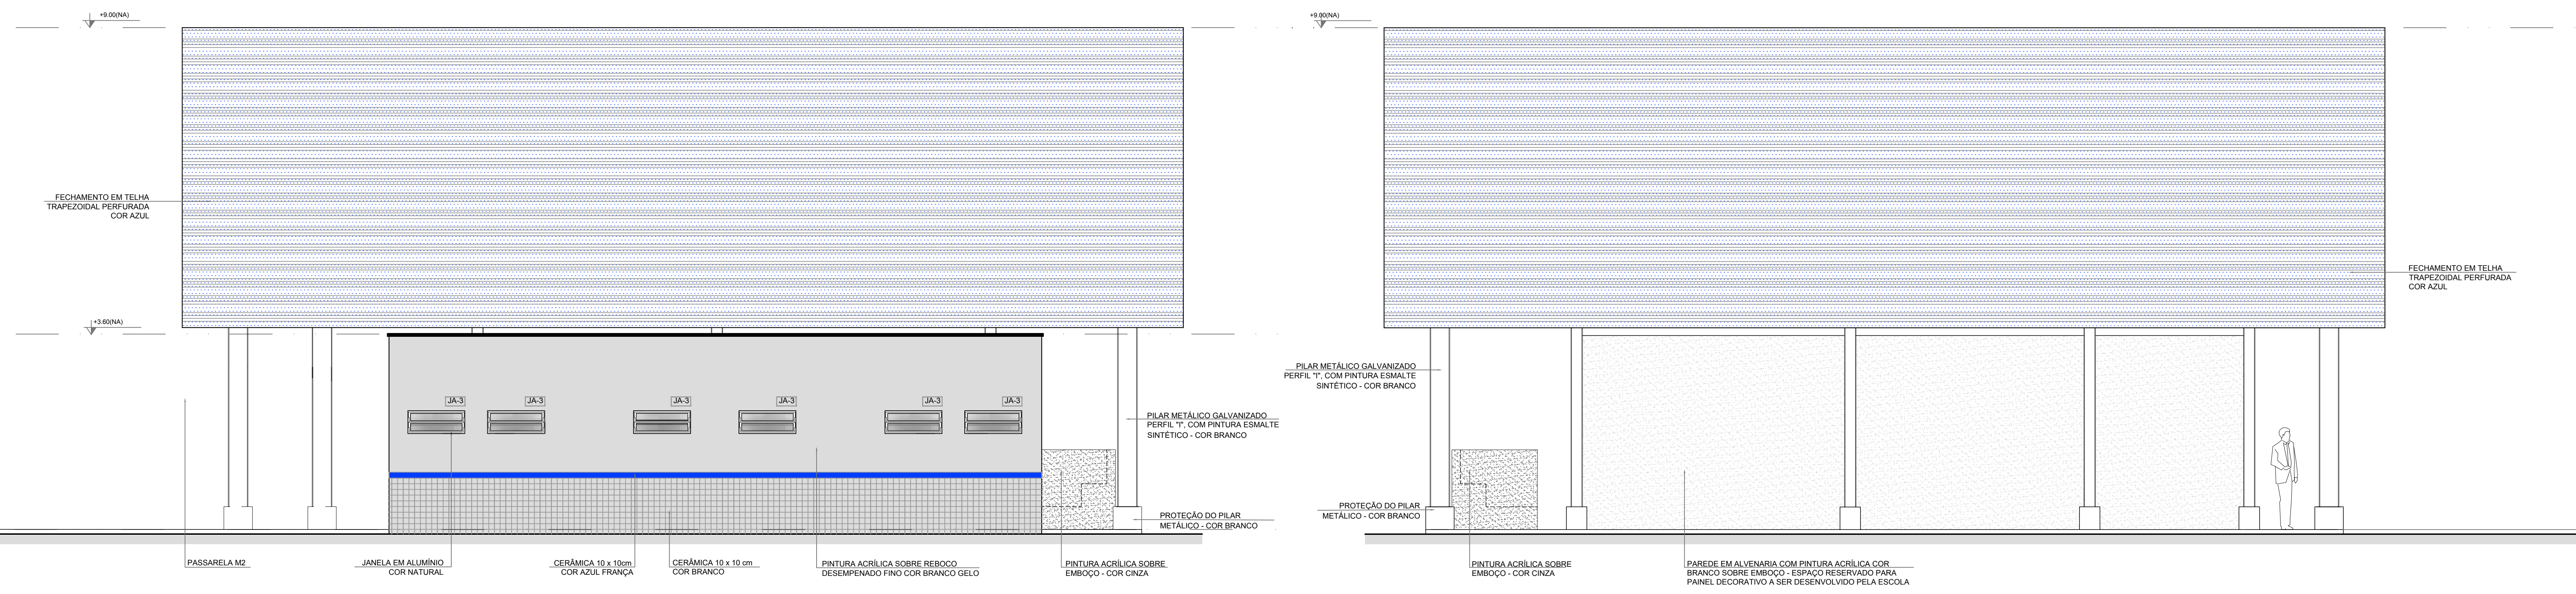 +9.00(NA)
FECHAMENTO EM TELHA
TRAPEZOIDAL PERFURADA
COR AZUL
+3.60(NA)
JA-3
JA-3
JA-3
JA-3
JA-3
JA-3
PILAR METÁLICO GALVANIZADO
PERFIL "I", COM PINTURA ESMALTE
SINTÉTICO - COR BRANCO
PROTEÇÃO DO PILAR
METÁLICO - COR BRANCO
PASSARELA M2
JANELA EM ALUMÍNIO
COR NATURAL
CERÂMICA 10 x 10cm
COR AZUL FRANÇA
CERÂMICA 10 x 10 cm
COR BRANCO
PINTURA ACRÍLICA SOBRE REBOCO
DESEMPENADO FINO COR BRANCO GELO
PINTURA ACRÍLICA SOBRE
EMBOÇO - COR CINZA
+9.00(NA)
FECHAMENTO EM TELHA
TRAPEZOIDAL PERFURADA
COR AZUL
PILAR METÁLICO GALVANIZADO
PERFIL "I", COM PINTURA ESMALTE
SINTÉTICO - COR BRANCO
PROTEÇÃO DO PILAR
METÁLICO - COR BRANCO
PINTURA ACRÍLICA SOBRE
EMBOÇO - COR CINZA
PAREDE EM ALVENARIA COM PINTURA ACRÍLICA COR
BRANCO SOBRE EMBOÇO - ESPAÇO RESERVADO PARA
PAINEL DECORATIVO A SER DESENVOLVIDO PELA ESCOLA